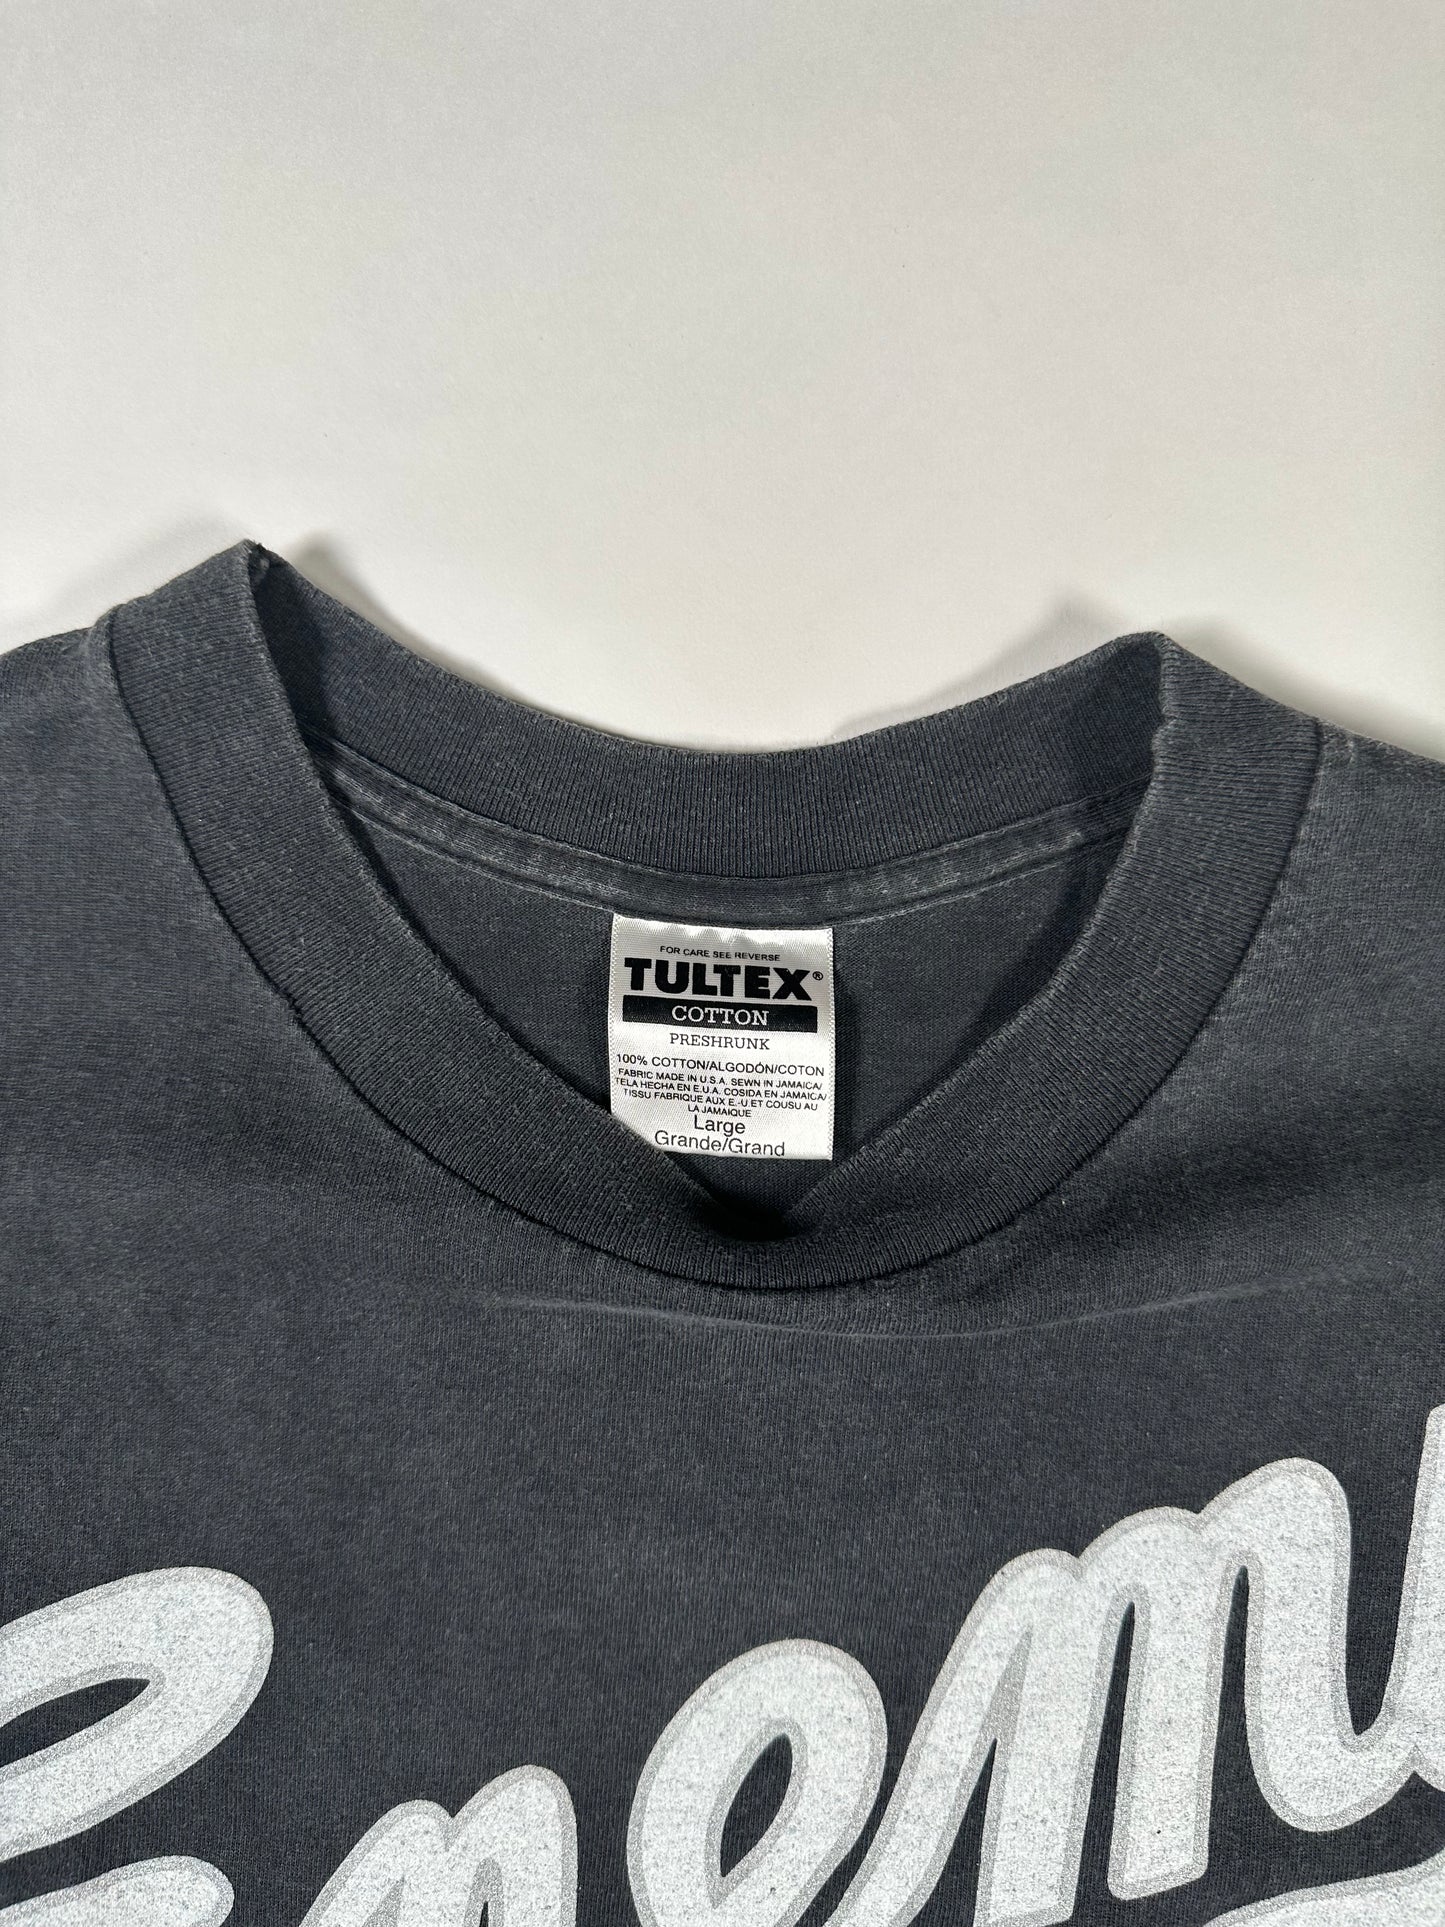 FOR CARE SEE REVERSE
TULTEX®
COTTON
PRESHRUNK
100% COTTON/ALGODÓN/COTON
FABRIC MADE IN U.S.A. SEWN IN JAMAICA/
TELA HECHA EN E.U.A. COSIDA EN JAMAICA/
TISSU FABRIQUE AUX E.-U.ET COUSU AU
LA JAMAIQUE
Large
Grande/Grand
Enemy